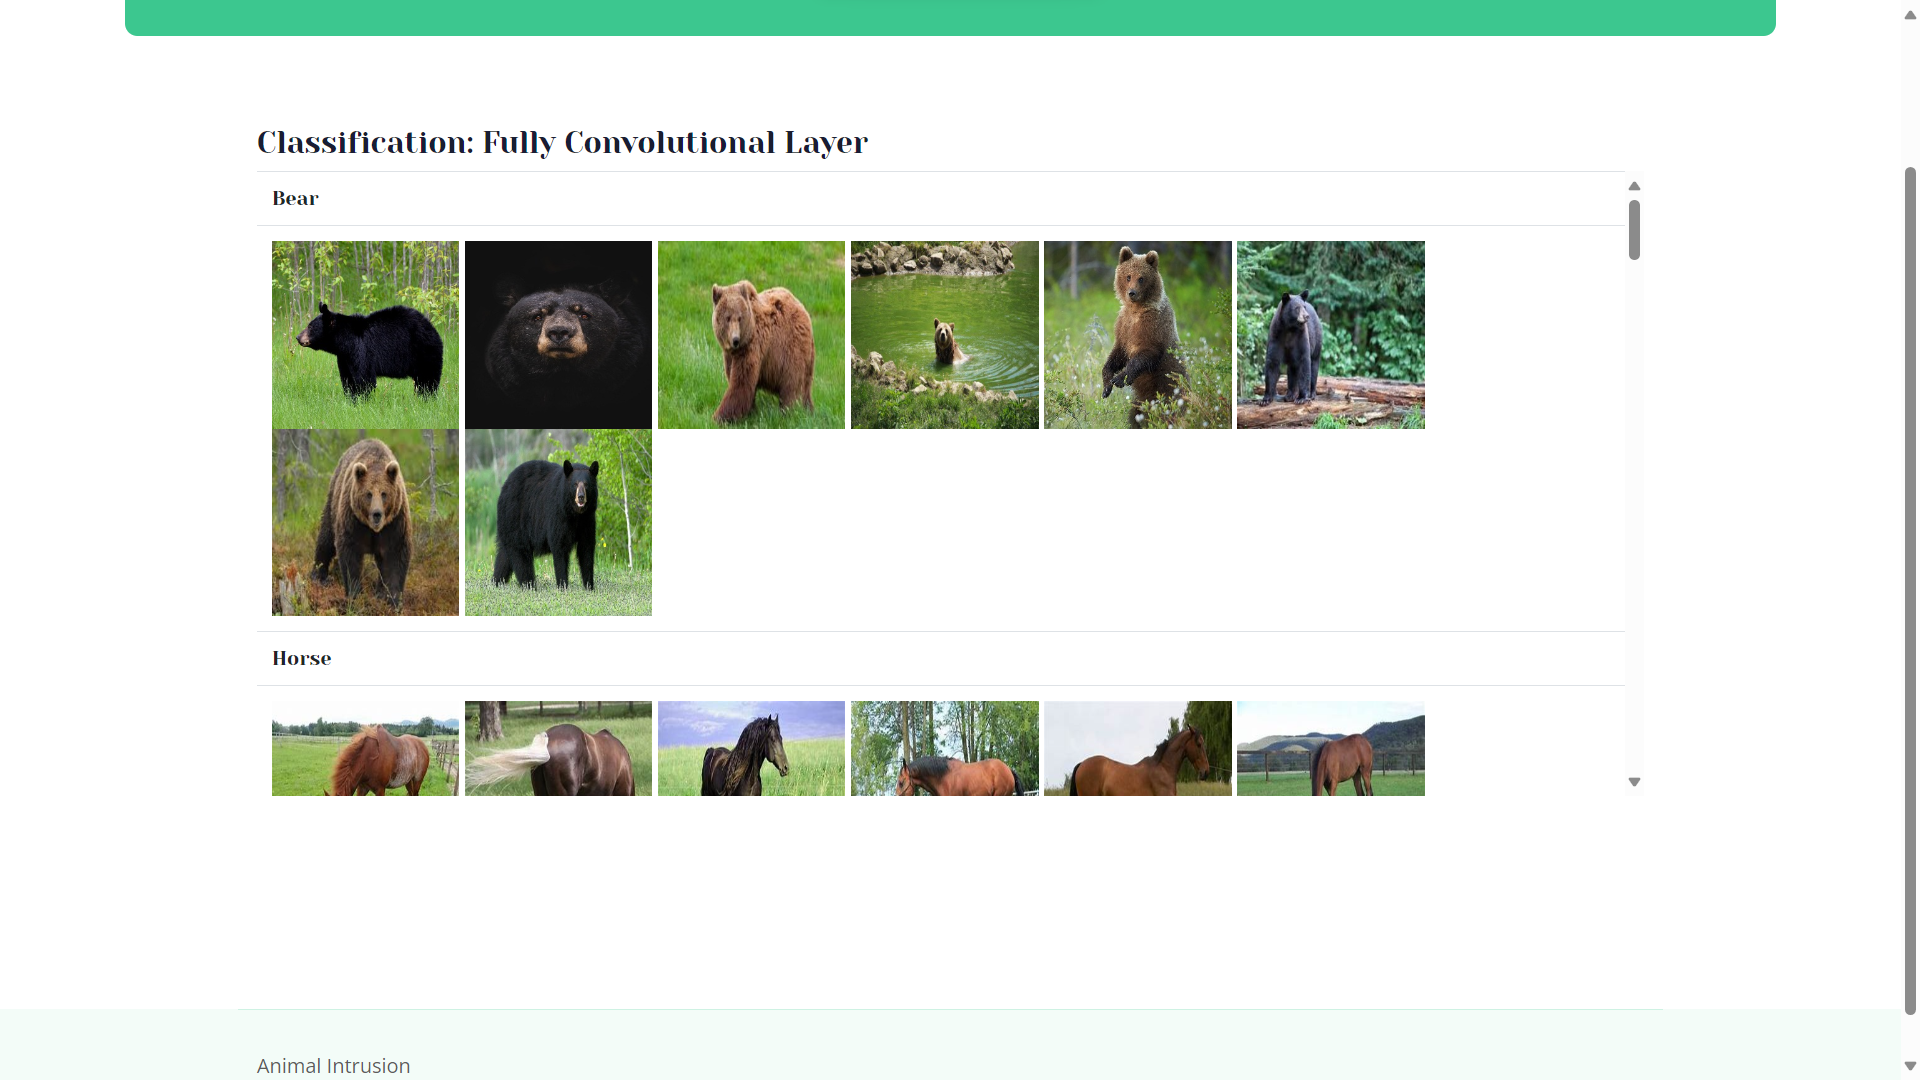 Classification: Fully Convolutional Layer
Bear
Horse
Animal Intrusion